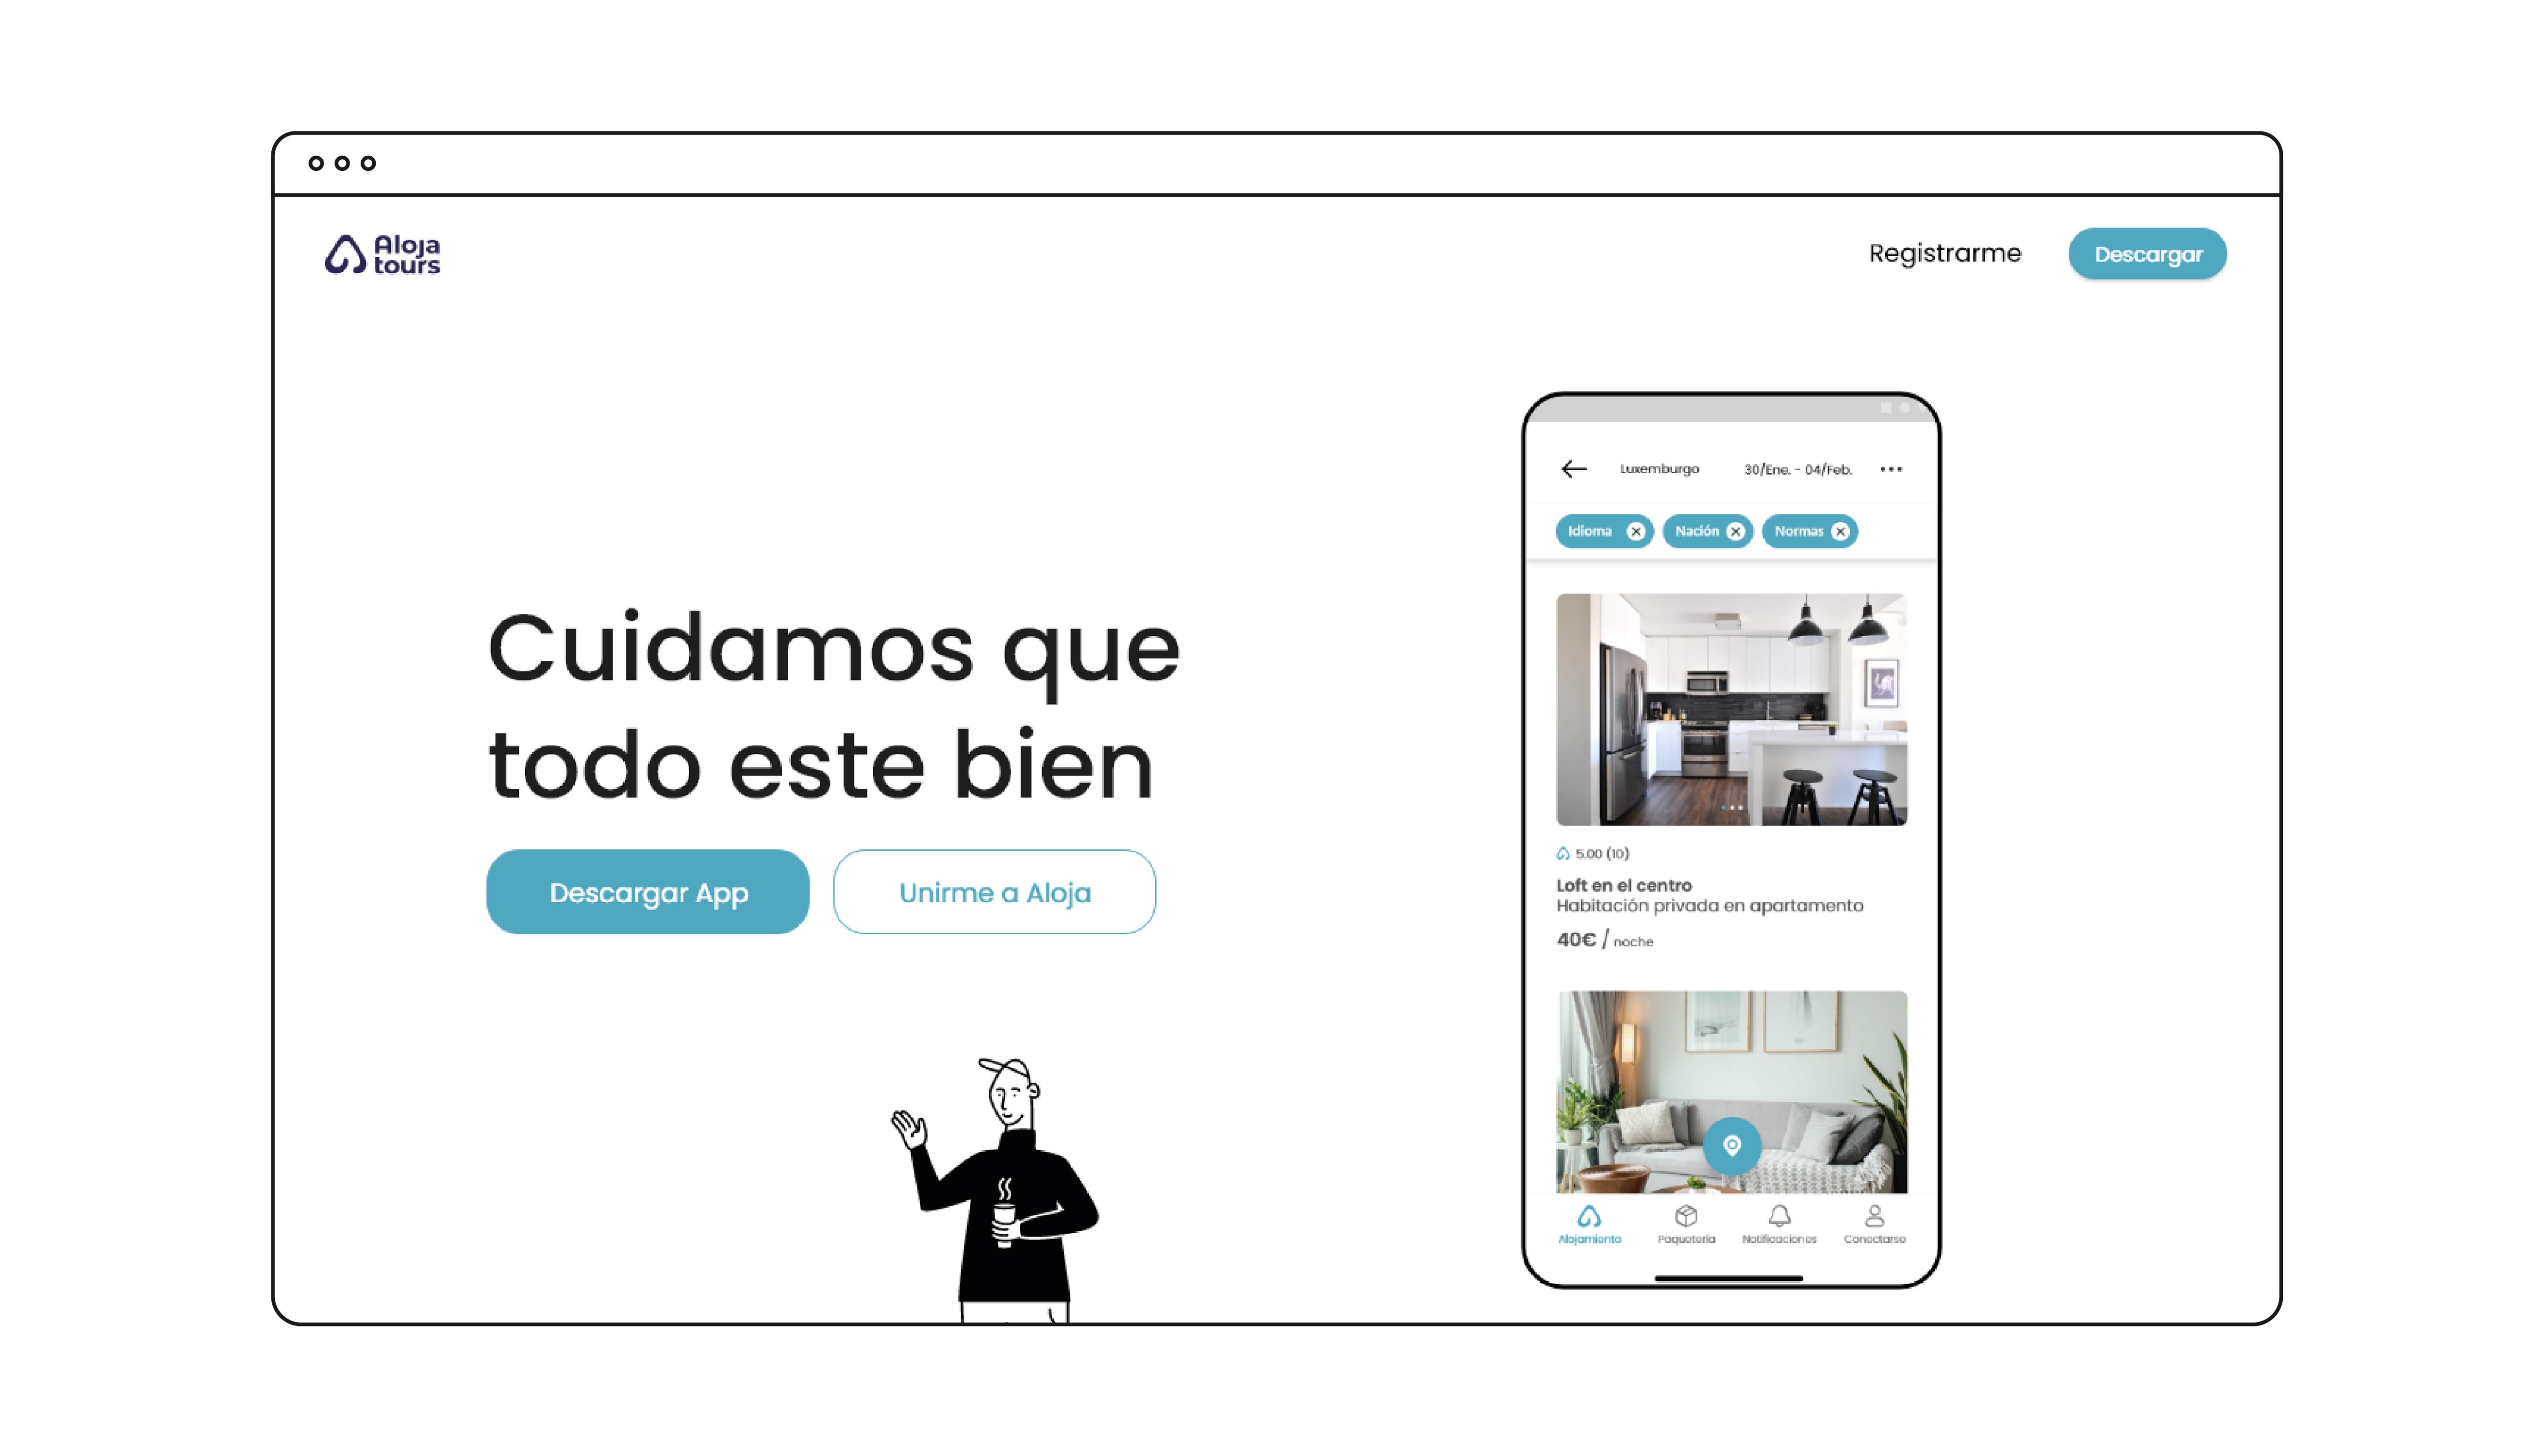 Aloja
tours
Registrarme
Descargar
Cuidamos que
todo este bien
Descargar App
Unirme a Aloja
Luxemburgo
30/Ene. - 04/Feb.
Idioma
Nación
Normas
5.00 (10)
Loft en el centro
Habitación privada en apartamento
40€ / noche
Alojamiento
Paquetería
Notificaciones
Conectarse